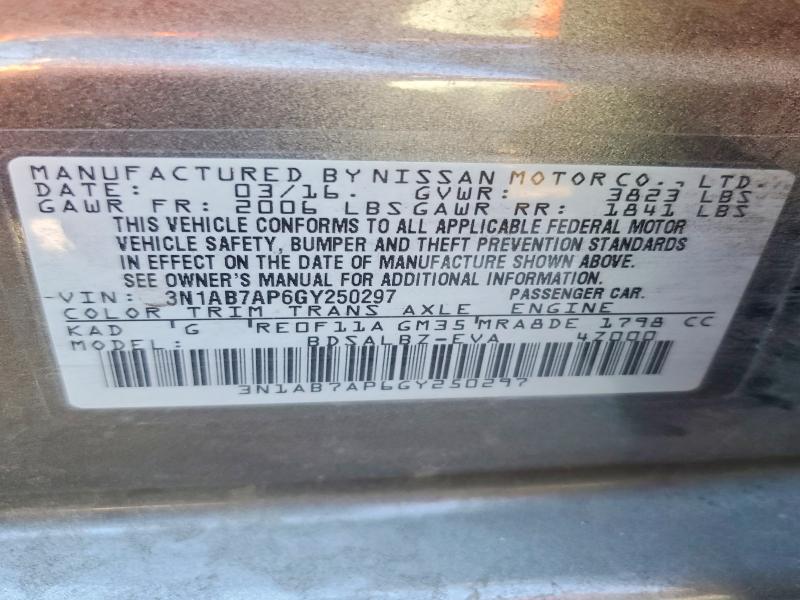 MANUFACTURED BY NISSAN MOTOR CO., LTD.
DATE: 03/16. GVWR: 3823 LBS
GAWR FR: 2006 LBS GAWR RR: 1841 LBS
THIS VEHICLE CONFORMS TO ALL APPLICABLE FEDERAL MOTOR
VEHICLE SAFETY, BUMPER AND THEFT PREVENTION STANDARDS
IN EFFECT ON THE DATE OF MANUFACTURE SHOWN ABOVE.
SEE OWNER'S MANUAL FOR ADDITIONAL INFORMATION.
VIN: 3N1AB7AP6GY250297 PASSENGER CAR.
COLOR TRIM TRANS AXLE ENGINE
KAD G RE0F11A GM35 MRA8DE 1798 CC
MODEL: BDSALBZ-EVA 4Z000
3N1AB7AP6GY250297